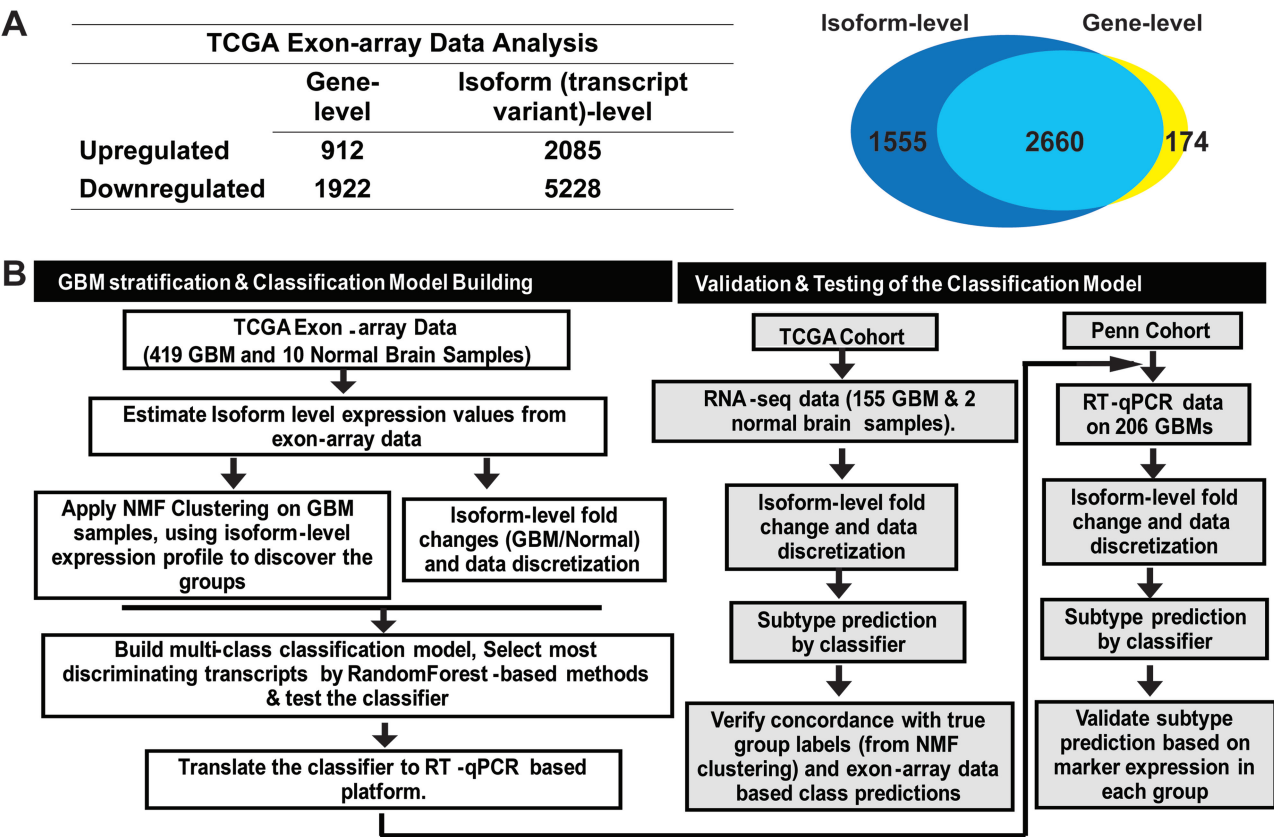 A
TCGA Exon-array Data Analysis
Gene-
level
Isoform (transcript
variant)-level
Upregulated 912 2085
Downregulated 1922 5228
Isoform-level
Gene-level
1555 2660 174
B
GBM stratification & Classification Model Building
TCGA Exon - array Data
(419 GBM and 10 Normal Brain Samples)
Estimate Isoform level expression values from
exon-array data
Apply NMF Clustering on GBM
samples, using isoform-level
expression profile to discover the
groups
Isoform-level fold
changes (GBM/Normal)
and data discretization
Build multi-class classification model, Select most
discriminating transcripts by RandomForest -based methods
& test the classifier
Translate the classifier to RT -qPCR based
platform.
Validation & Testing of the Classification Model
TCGA Cohort
RNA -seq data (155 GBM & 2
normal brain samples).
Isoform-level fold
change and data
discretization
Subtype prediction
by classifier
Verify concordance with true
group labels (from NMF
clustering) and exon-array data
based class predictions
Penn Cohort
RT -qPCR data
on 206 GBMs
Isoform-level fold
change and data
discretization
Subtype prediction
by classifier
Validate subtype
prediction based on
marker expression in
each group